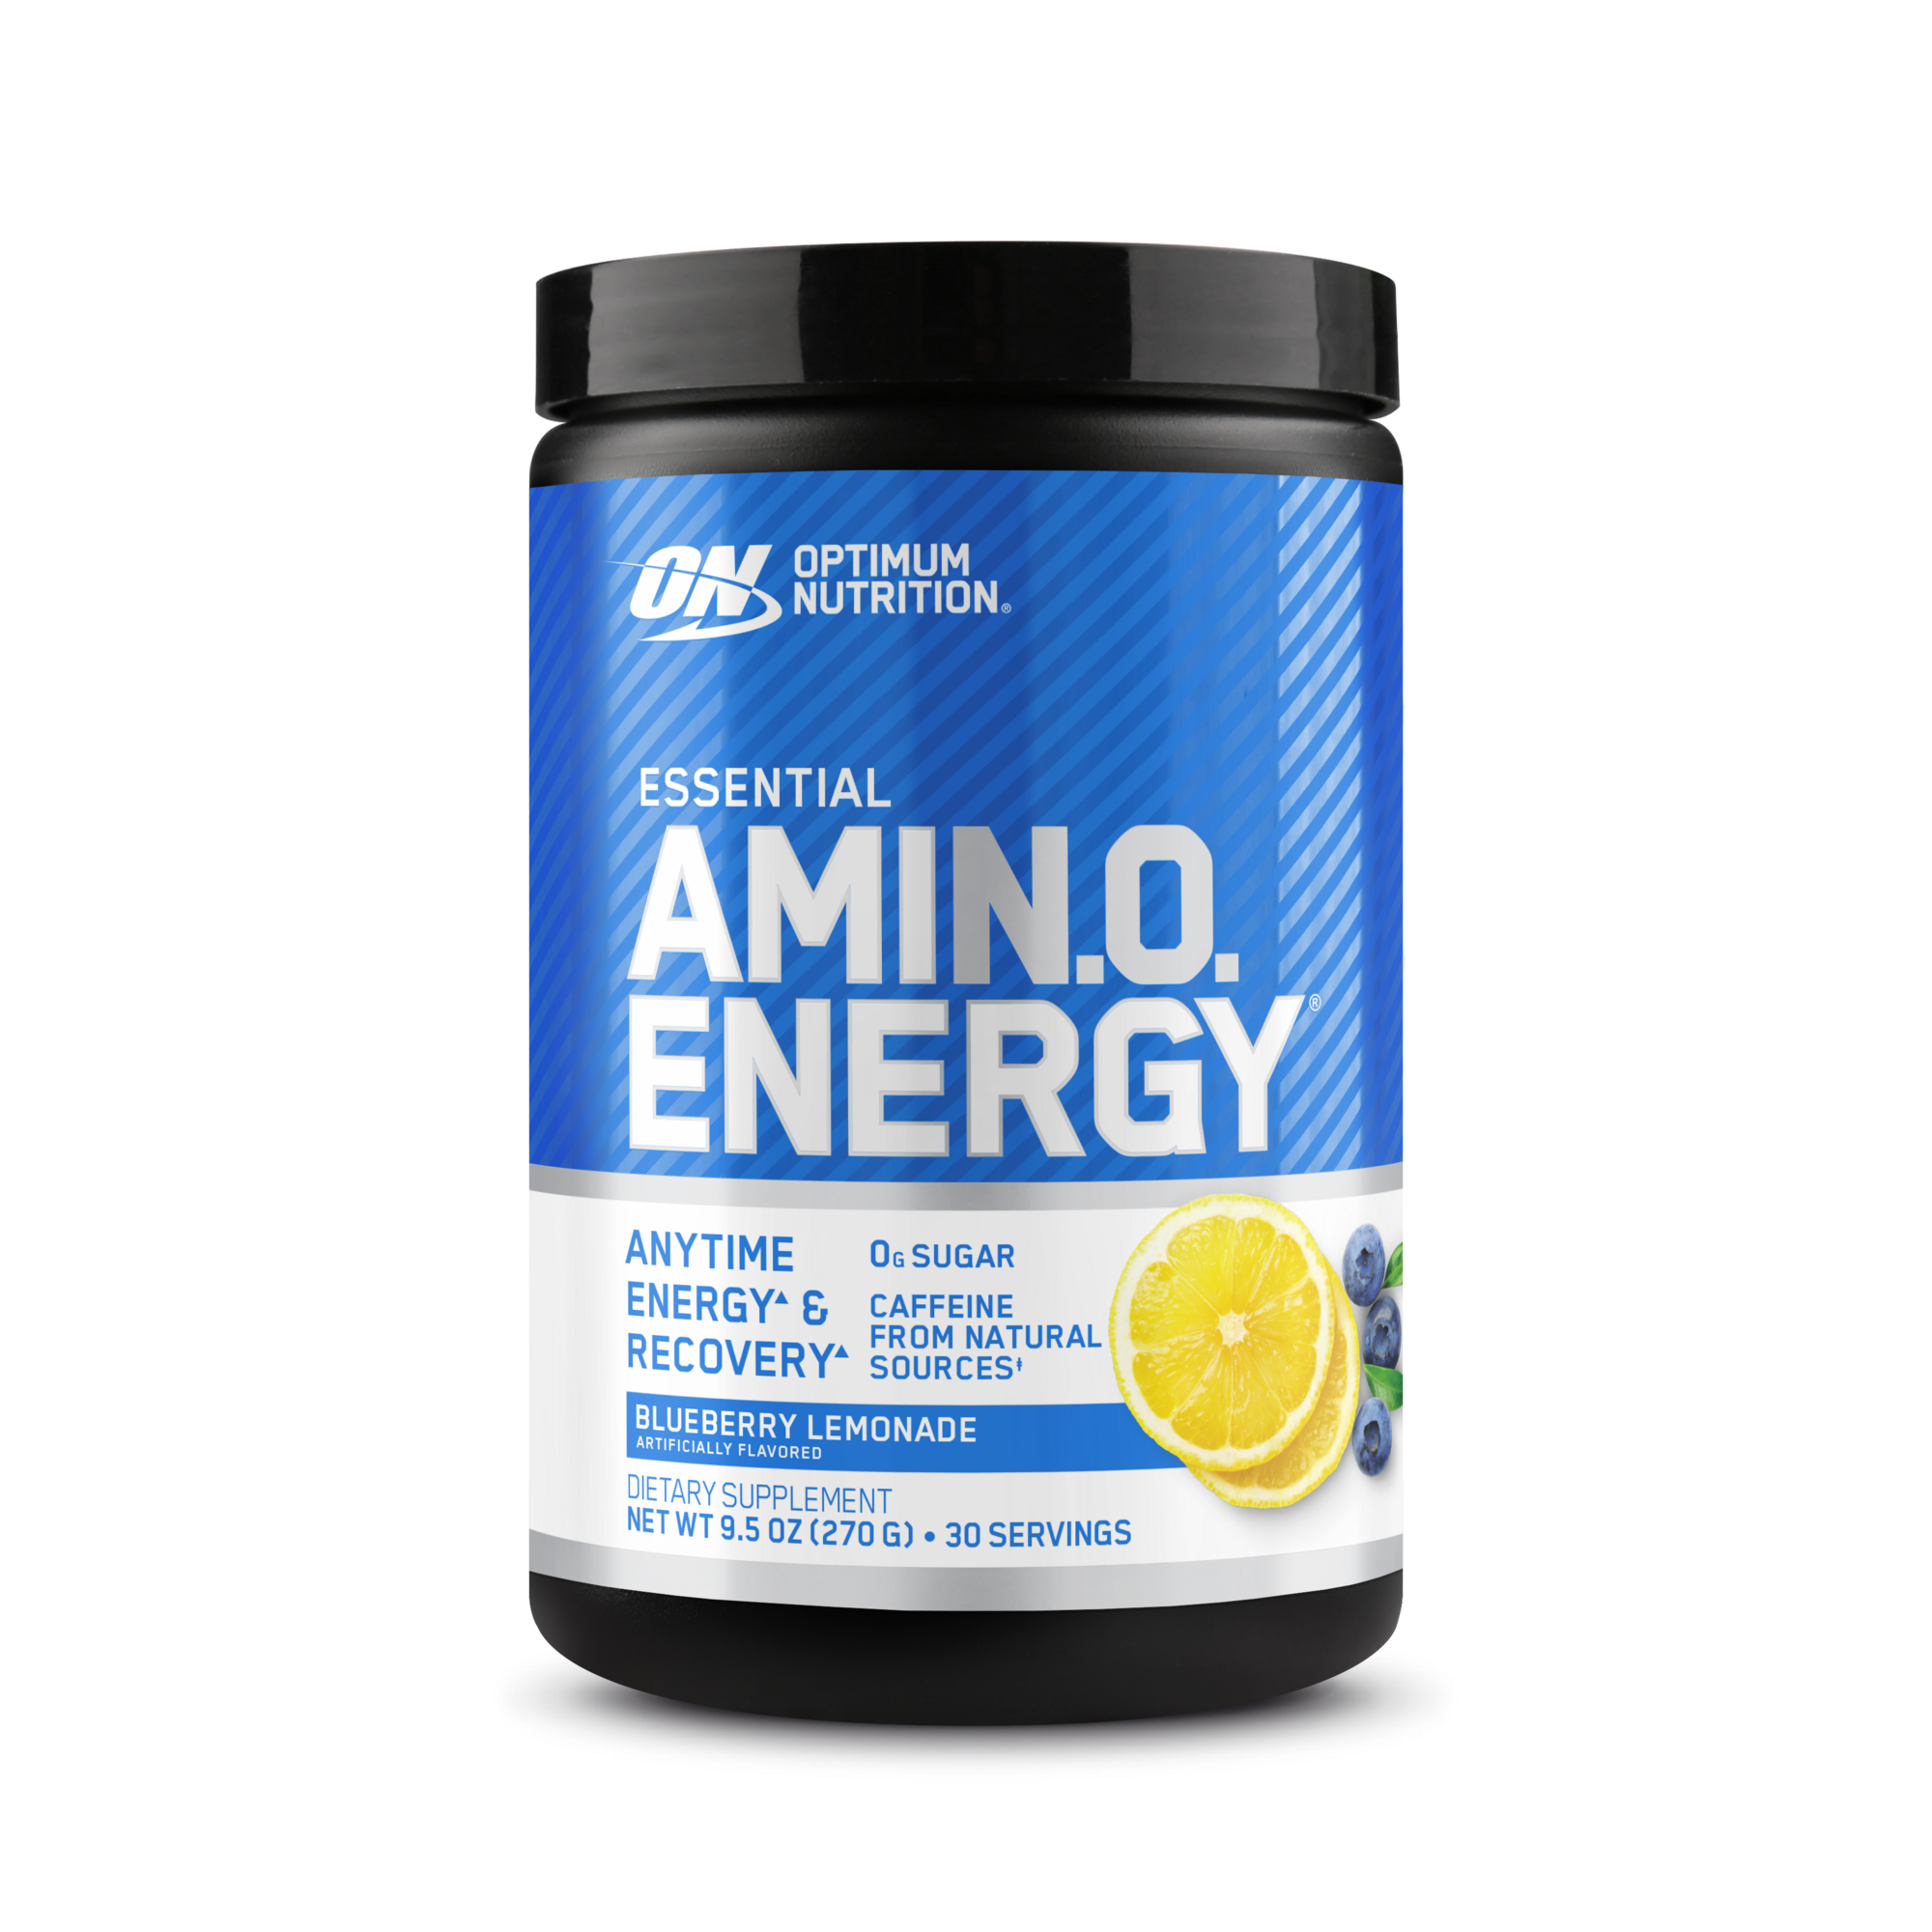 ON OPTIMUM
NUTRITION®
ESSENTIAL
AMIN.O.
ENERGY®
ANYTIME
ENERGY▲ &
RECOVERY▲
0G SUGAR
CAFFEINE
FROM NATURAL
SOURCES‡
BLUEBERRY LEMONADE
ARTIFICIALLY FLAVORED
DIETARY SUPPLEMENT
NET WT 9.5 OZ (270 G) • 30 SERVINGS